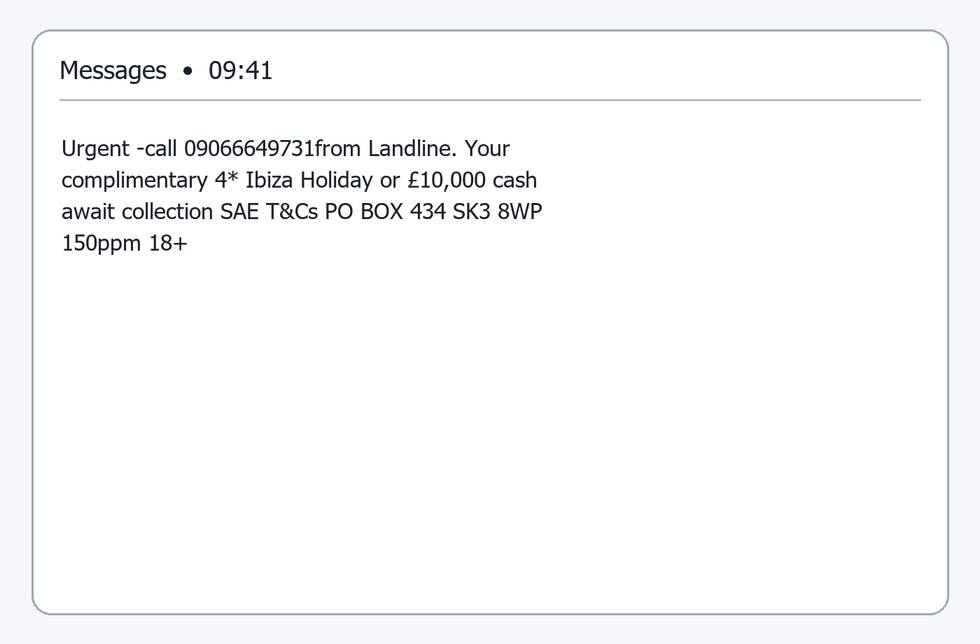 Messages • 09:41
Urgent -call 09066649731from Landline. Your
complimentary 4* Ibiza Holiday or £10,000 cash
await collection SAE T&Cs PO BOX 434 SK3 8WP
150ppm 18+